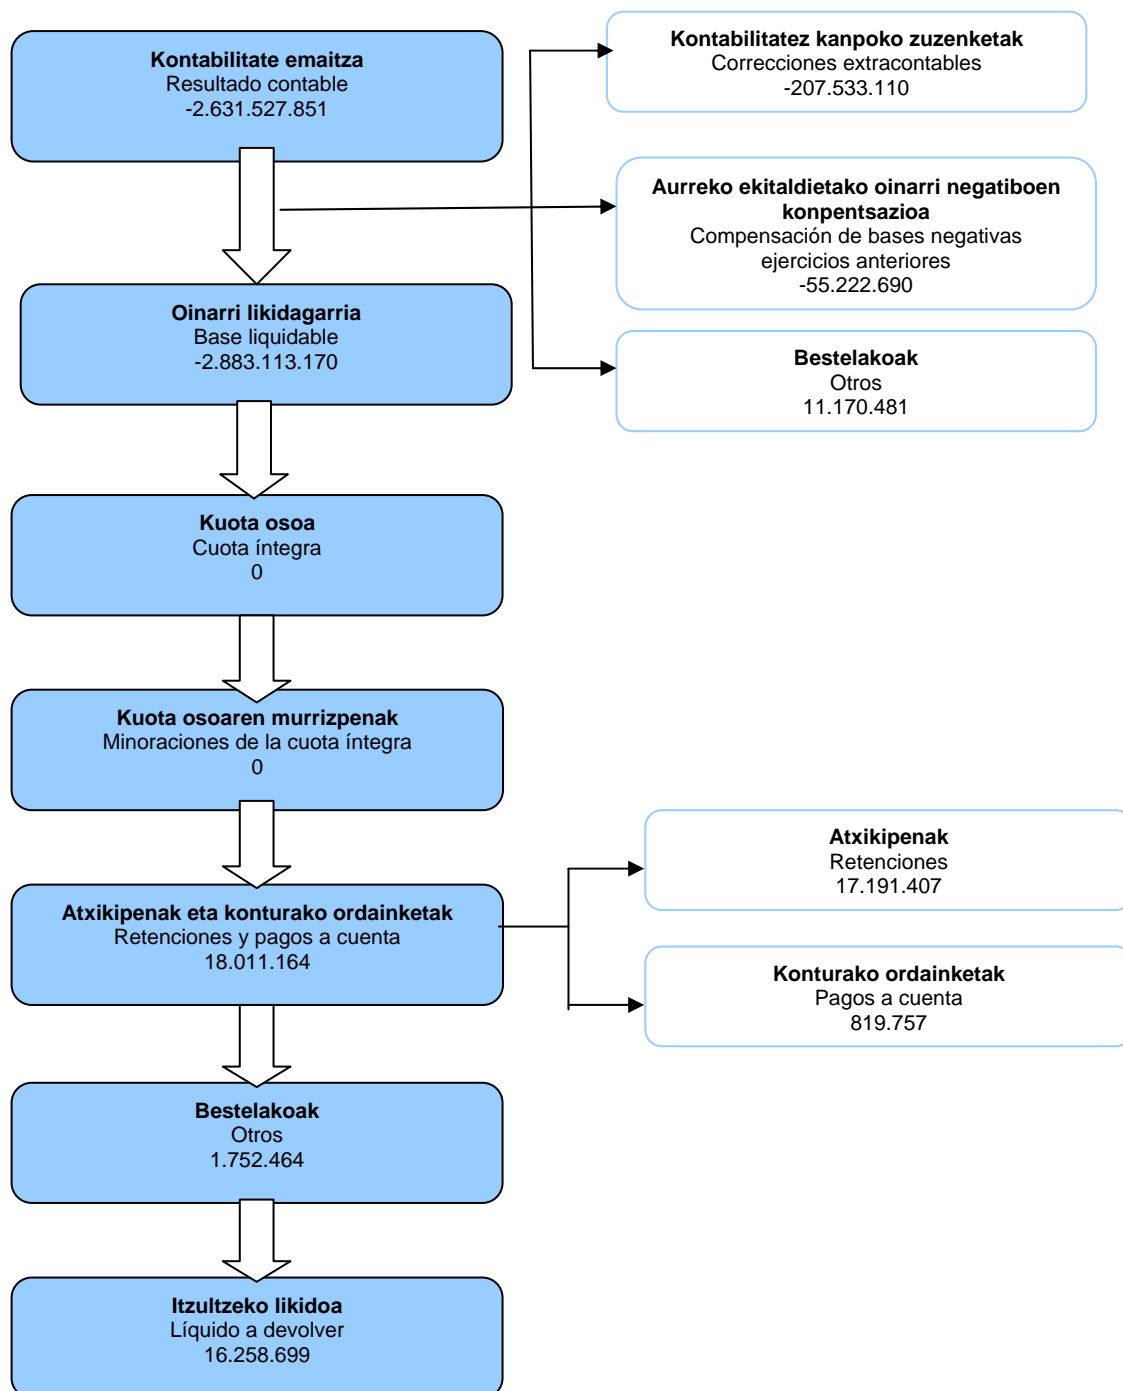 Kontabilitate emaitza
Resultado contable
-2.631.527.851
Kontabilitatez kanpoko zuzenketak
Correcciones extracontables
-207.533.110
Aurreko ekitaldietako oinarri negatiboen
konpentsazioa
Compensación de bases negativas
ejercicios anteriores
-55.222.690
Oinarri likidagarria
Base liquidable
-2.883.113.170
Bestelakoak
Otros
11.170.481
Kuota osoa
Cuota íntegra
0
Kuota osoaren murrizpenak
Minoraciones de la cuota íntegra
0
Atxikipenak eta konturako ordainketak
Retenciones y pagos a cuenta
18.011.164
Atxikipenak
Retenciones
17.191.407
Konturako ordainketak
Pagos a cuenta
819.757
Bestelakoak
Otros
1.752.464
Itzultzeko likidoa
Líquido a devolver
16.258.699